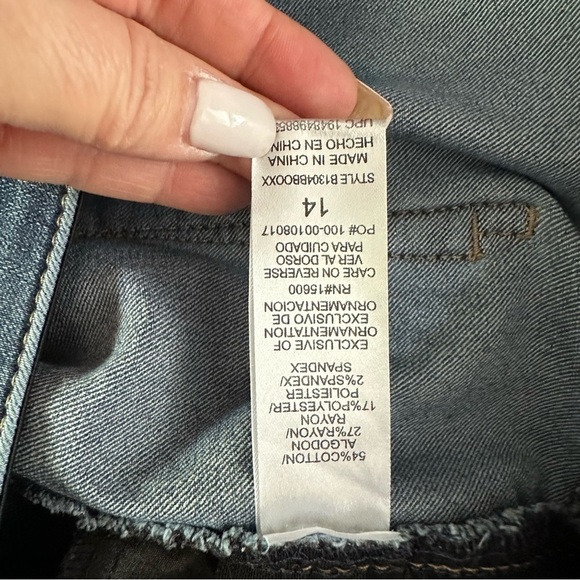 54%COTTON/
ALGODON
27%RAYON/
RAYON
17%POLYESTER/
POLIESTER
2%SPANDEX/
SPANDEX
EXCLUSIVE OF
ORNAMENTATION
EXCLUSIVO DE
ORNAMENTACION
RN#15600
CARE ON REVERSE
VER AL DORSO
PARA CUIDADO
PO# 100-00108017
14
STYLE B1304BBOOXX
MADE IN CHINA
HECHO EN CHINA
UPC